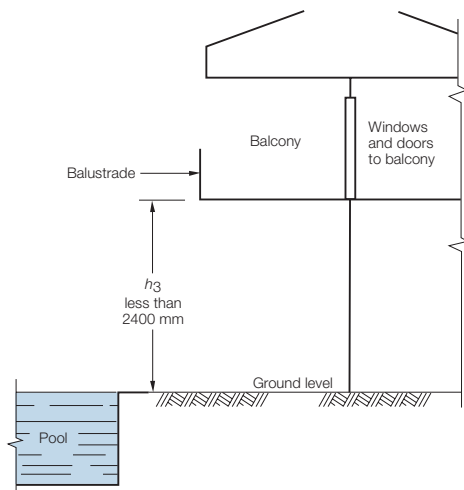 Balcony
Windows
and doors
to balcony
Balustrade
h3
less than
2400 mm
Ground level
Pool